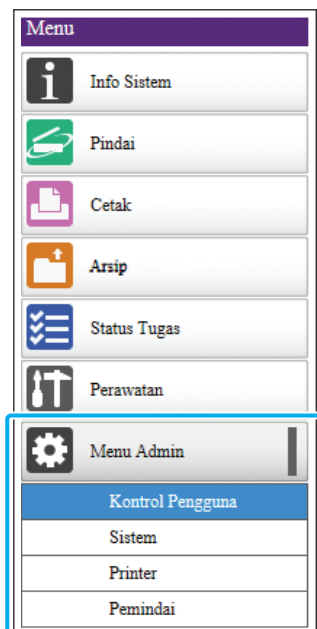 Menu
Info Sistem
Pindai
Cetak
Arsip
Status Tugas
Perawatan
Menu Admin
Kontrol Pengguna
Sistem
Printer
Pemindai